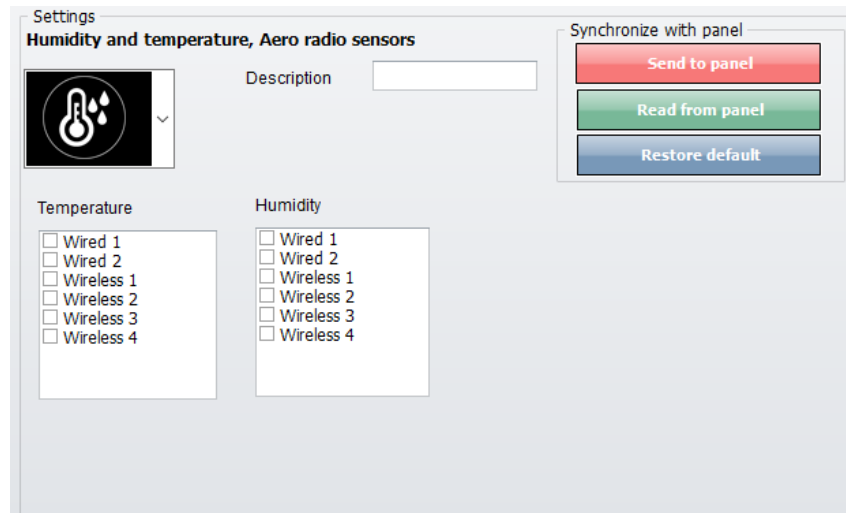 Settings
Humidity and temperature, Aero radio sensors
Description
Synchronize with panel
Send to panel
Read from panel
Restore default
Temperature
Wired 1
Wired 2
Wireless 1
Wireless 2
Wireless 3
Wireless 4
Humidity
Wired 1
Wired 2
Wireless 1
Wireless 2
Wireless 3
Wireless 4